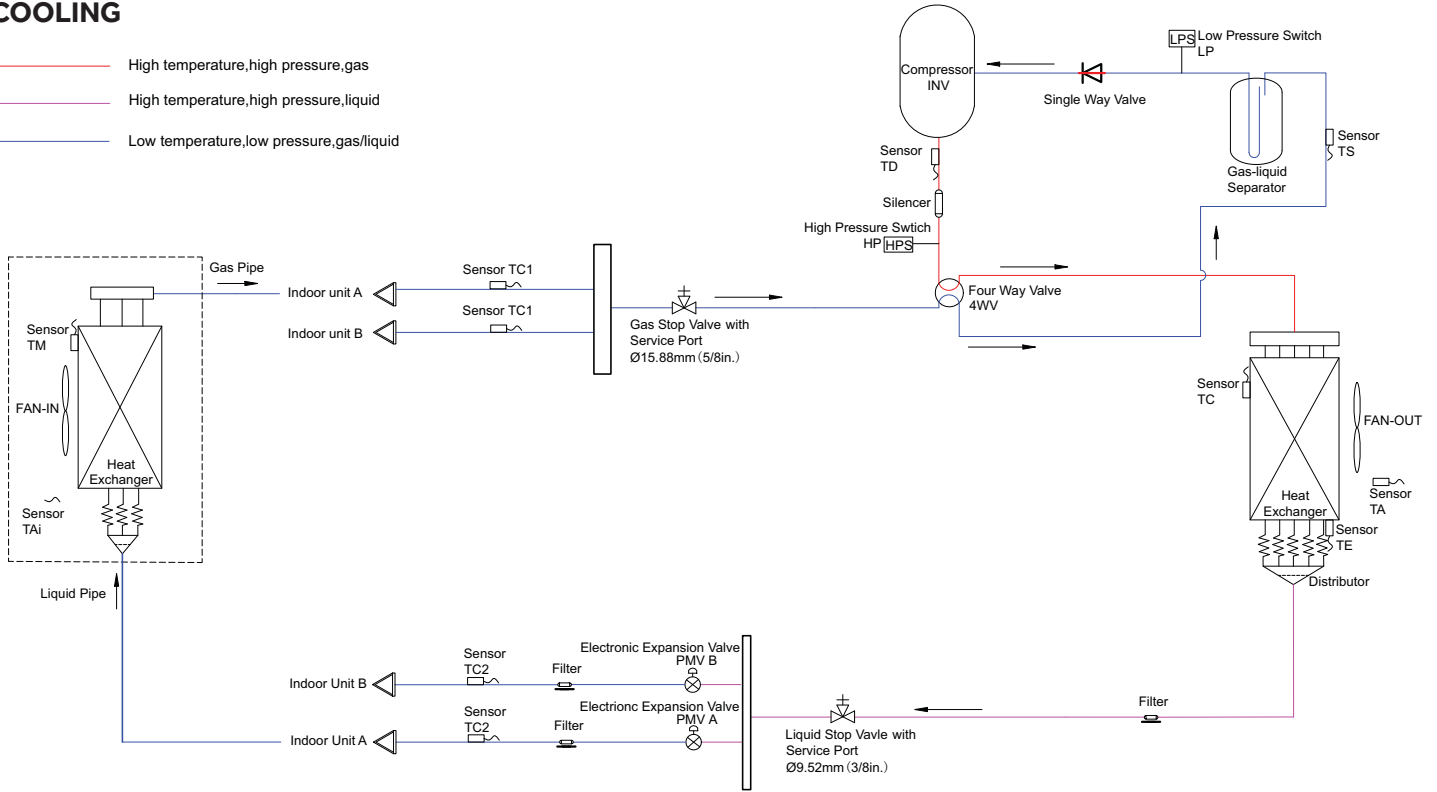 COOLING
High temperature,high pressure,gas
High temperature,high pressure,liquid
Low temperature,low pressure,gas/liquid
Compressor
INV
LPS
Low Pressure Switch
LP
Single Way Valve
Sensor
TS
Gas-liquid
Separator
Sensor
TD
Silencer
High Pressure Swtich
HP
HPS
Four Way Valve
4WV
Gas Pipe
Indoor unit A
Indoor unit B
Sensor TC1
Sensor TC1
Gas Stop Valve with
Service Port
Ø15.88mm (5/8in.)
Sensor
TM
FAN-IN
Heat
Exchanger
Sensor
TAi
Liquid Pipe
Sensor
TC
FAN-OUT
Sensor
TA
Heat
Exchanger
Sensor
TE
Distributor
Indoor Unit B
Sensor
TC2
Filter
Electronic Expansion Valve
PMV B
Indoor Unit A
Sensor
TC2
Filter
Electrionc Expansion Valve
PMV A
Liquid Stop Vavle with
Service Port
Ø9.52mm (3/8in.)
Filter